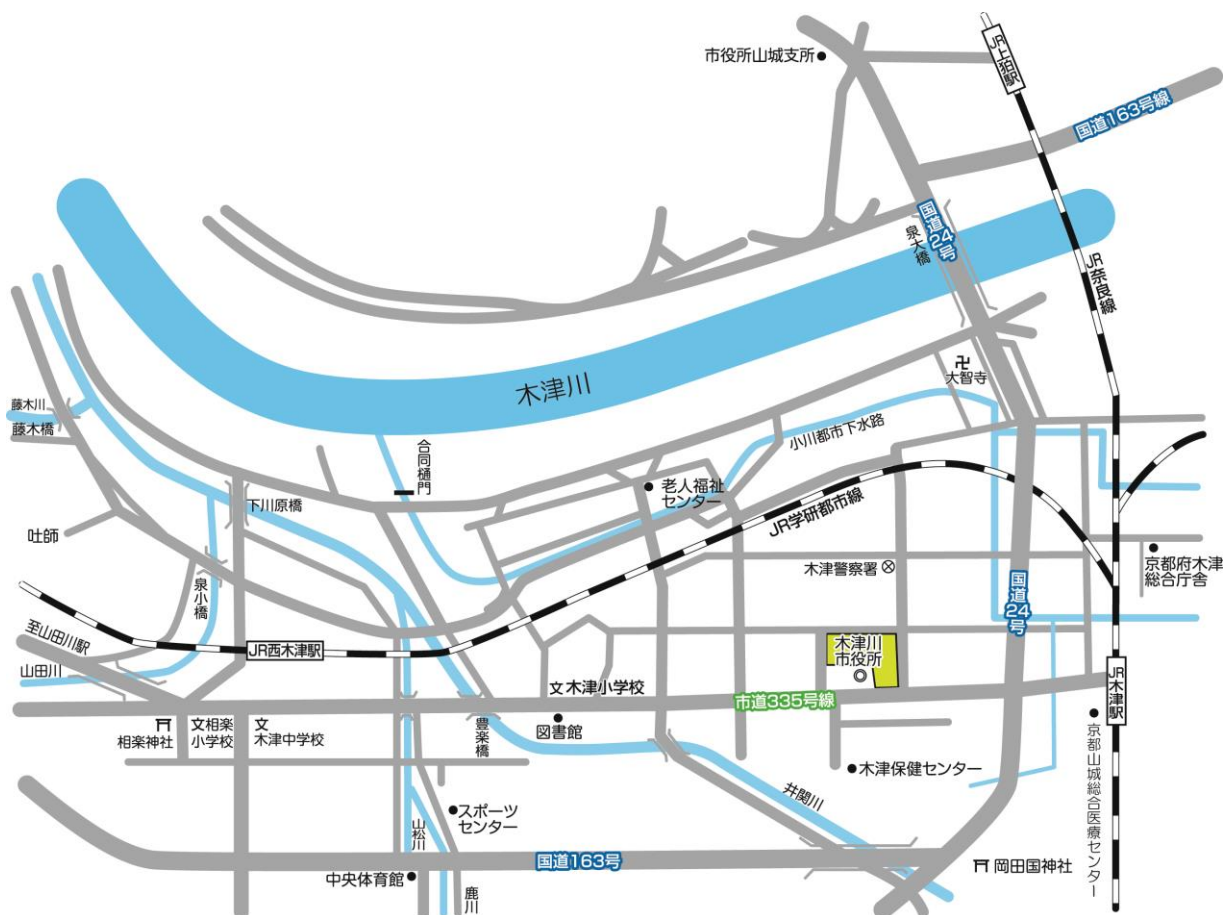 市役所山城支所
JR上狛駅
国道163号線
国道24号
泉大橋
JR奈良線
木津川
卍
大智寺
藤木川
藤木橋
合同樋門
小川都市下水路
老人福祉
センター
下川原橋
吐師
JR学研都市線
木津警察署
京都府木津
総合庁舎
泉小橋
国道24号
至山田川駅
山田川
JR西木津駅
木津川
市役所
文木津小学校
市道335号線
JR木津駅
相楽神社
文相楽
小学校
文
木津中学校
豊楽橋
図書館
木津保健センター
井関川
京都山城総合医療センター
スポーツ
センター
山松川
国道163号
中央体育館
鹿川
岡田国神社